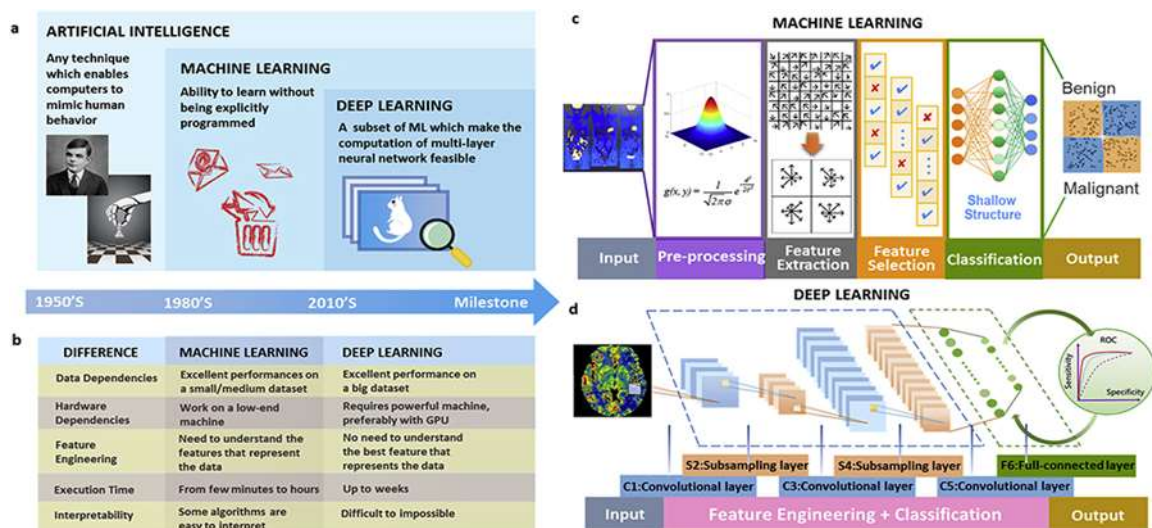 a
ARTIFICIAL INTELLIGENCE
Any technique
which enables
computers to
mimic human
behavior
MACHINE LEARNING
Ability to learn without
being explicitly
programmed
DEEP LEARNING
A subset of ML which make the
computation of multi-layer
neural network feasible
1950'S
1980'S
2010'S
Milestone
b
DIFFERENCE MACHINE LEARNING DEEP LEARNING
Data Dependencies
Excellent performances on
a small/medium dataset
Excellent performance on
a big dataset
Hardware
Dependencies
Work on a low-end
machine
Requires powerful machine,
preferably with GPU
Feature
Engineering
Need to understand the
features that represent
the data
No need to understand
the best feature that
represents the data
Execution Time
From few minutes to hours
Up to weeks
Interpretability
Some algorithms are
easy to interpret
Difficult to impossible
c
MACHINE LEARNING
g(x, y) = 1/√2πσ e
Shallow
Structure
Benign
Malignant
Input
Pre-processing
Feature
Extraction
Feature
Selection
Classification
Output
DEEP LEARNING
d
ROC
Sensitivity
Specificity
S2:Subsampling layer
S4:Subsampling layer
F6:Full-connected layer
C1:Convolutional layer
C3:Convolutional layer
C5:Convolutional layer
Input
Feature Engineering + Classification
Output